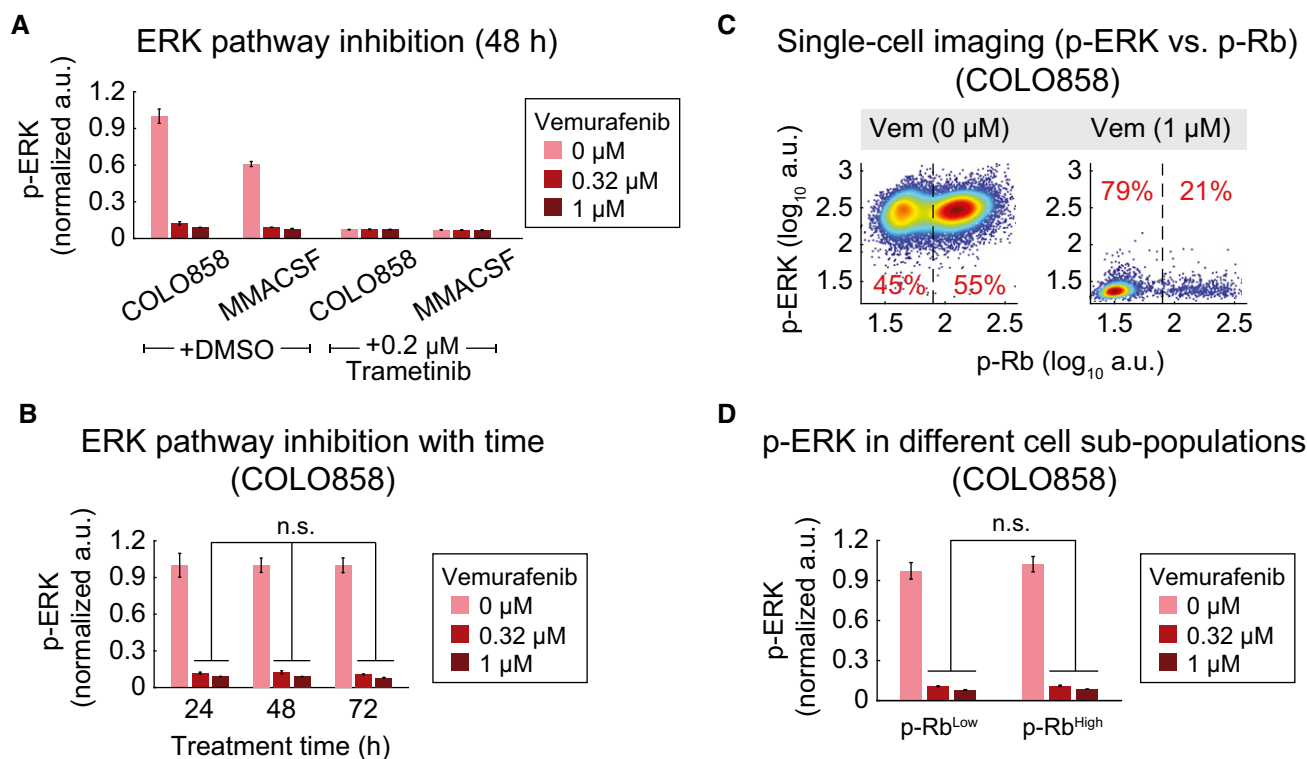 A
ERK pathway inhibition (48 h)
p-ERK
(normalized a.u.)
1.2
0.9
0.6
0.3
0
COLO858
MMACSF
COLO858
MMACSF
+DMSO
+0.2 µM
Trametinib
Vemurafenib
0 µM
0.32 µM
1 µM
C
Single-cell imaging (p-ERK vs. p-Rb)
(COLO858)
Vem (0 µM)
Vem (1 µM)
p-ERK (log10 a.u.)
3
2.5
2
1.5
45%
55%
1.5
2
2.5
3
2.5
2
1.5
79%
21%
1.5
2
2.5
p-Rb (log10 a.u.)
B
ERK pathway inhibition with time
(COLO858)
p-ERK
(normalized a.u.)
1.2
0.9
0.6
0.3
0
n.s.
24
48
72
Treatment time (h)
Vemurafenib
0 µM
0.32 µM
1 µM
D
p-ERK in different cell sub-populations
(COLO858)
p-ERK
(normalized a.u.)
1.2
0.9
0.6
0.3
0
n.s.
p-RbLow
p-RbHigh
Vemurafenib
0 µM
0.32 µM
1 µM